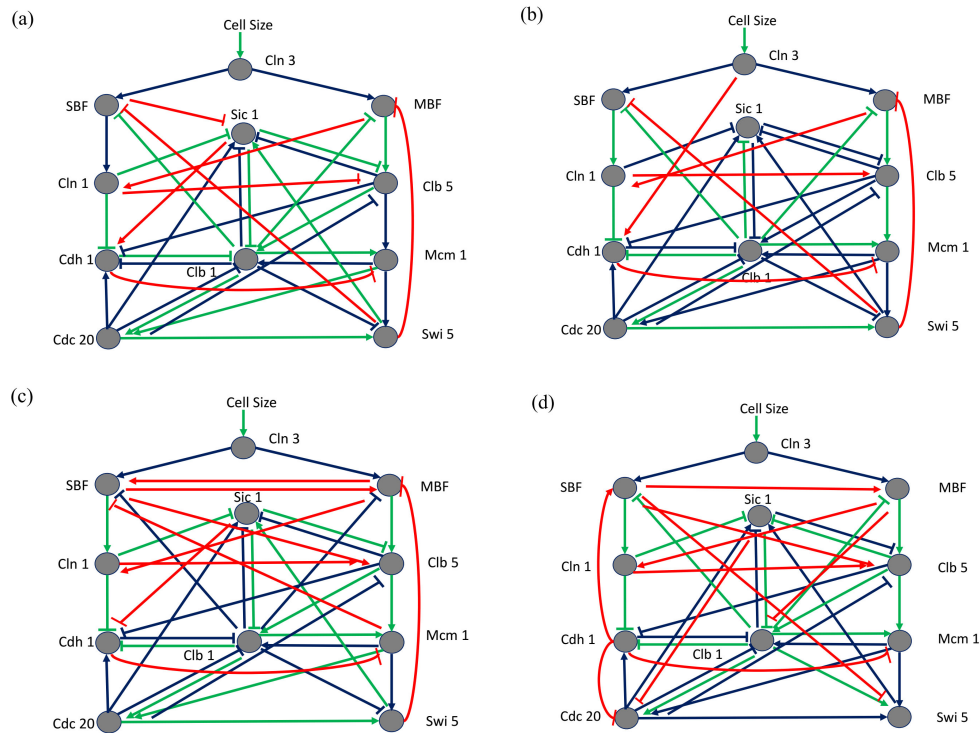 (a)
Cell Size
Cln 3
SBF
MBF
Sic 1
Cln 1
Clb 5
Cdh 1
Clb 1
Mcm 1
Cdc 20
Swi 5
(b)
Cell Size
Cln 3
SBF
MBF
Sic 1
Cln 1
Clb 5
Cdh 1
Mcm 1
Clb 1
Cdc 20
Swi 5
(c)
Cell Size
Cln 3
SBF
MBF
Sic 1
Cln 1
Clb 5
Cdh 1
Clb 1
Mcm 1
Cdc 20
Swi 5
(d)
Cell Size
Cln 3
SBF
MBF
Sic 1
Cln 1
Clb 5
Cdh 1
Clb 1
Mcm 1
Cdc 20
Swi 5